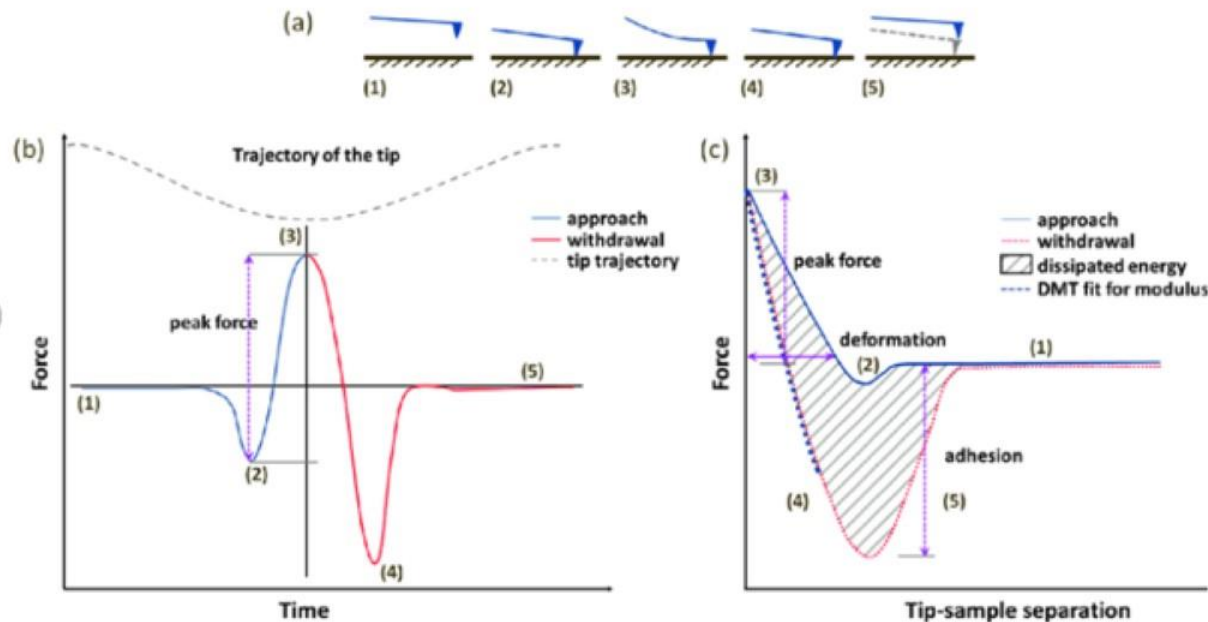 (a)
(1)
(2)
(3)
(4)
(5)
(b)
Trajectory of the tip
(3)
approach
withdrawal
tip trajectory
peak force
(1)
(5)
(2)
(4)
Force
Time
(c)
(3)
approach
withdrawal
dissipated energy
DMT fit for modulus
peak force
deformation
(2)
(1)
adhesion
(4)
(5)
Force
Tip-sample separation